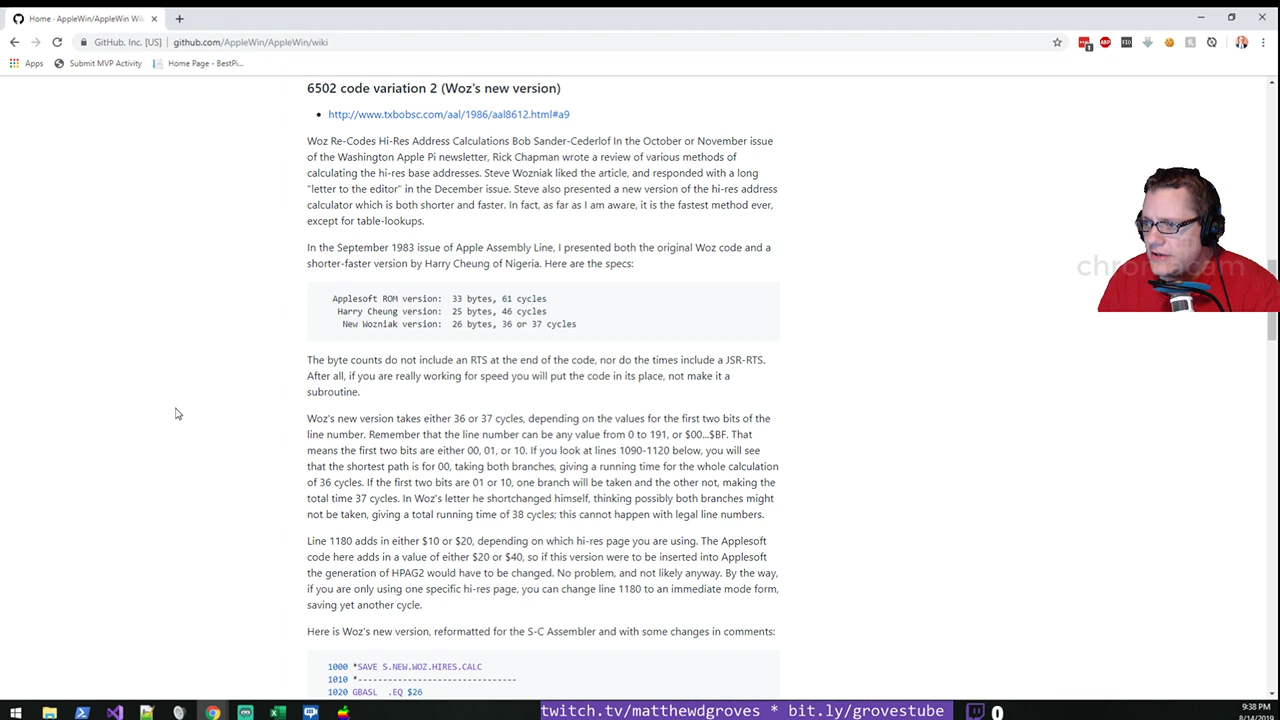 Home · AppleWin/AppleWin Wi
GitHub, Inc. [US] | github.com/AppleWin/AppleWin/wiki
Apps Submit MVP Activity Home Page - BestPi...
6502 code variation 2 (Woz's new version)
http://www.txbobsc.com/aal/1986/aal8612.html#a9
Woz Re-Codes Hi-Res Address Calculations Bob Sander-Cederlof In the October or November issue
of the Washington Apple Pi newsletter, Rick Chapman wrote a review of various methods of
calculating the hi-res base addresses. Steve Wozniak liked the article, and responded with a long
"letter to the editor" in the December issue. Steve also presented a new version of the hi-res address
calculator which is both shorter and faster. In fact, as far as I am aware, it is the fastest method ever,
except for table-lookups.
In the September 1983 issue of Apple Assembly Line, I presented both the original Woz code and a
shorter-faster version by Harry Cheung of Nigeria. Here are the specs:
Applesoft ROM version: 33 bytes, 61 cycles
Harry Cheung version: 25 bytes, 46 cycles
New Wozniak version: 26 bytes, 36 or 37 cycles
The byte counts do not include an RTS at the end of the code, nor do the times include a JSR-RTS.
After all, if you are really working for speed you will put the code in its place, not make it a
subroutine.
Woz's new version takes either 36 or 37 cycles, depending on the values for the first two bits of the
line number. Remember that the line number can be any value from 0 to 191, or $00...$BF. That
means the first two bits are either 00, 01, or 10. If you look at lines 1090-1120 below, you will see
that the shortest path is for 00, taking both branches, giving a running time for the whole calculation
of 36 cycles. If the first two bits are 01 or 10, one branch will be taken and the other not, making the
total time 37 cycles. In Woz's letter he shortchanged himself, thinking possibly both branches might
not be taken, giving a total running time of 38 cycles; this cannot happen with legal line numbers.
Line 1180 adds in either $10 or $20, depending on which hi-res page you are using. The Applesoft
code here adds in a value of either $20 or $40, so if this version were to be inserted into Applesoft
the generation of HPAG2 would have to be changed. No problem, and not likely anyway. By the way,
if you are only using one specific hi-res page, you can change line 1180 to an immediate mode form,
saving yet another cycle.
Here is Woz's new version, reformatted for the S-C Assembler and with some changes in comments:
1000 *SAVE S.NEW.WOZ.HIRES.CALC
1010 *--------------------------------
1020 GBASL .EQ $26
chromacam
twitch.tv/matthewdgroves * bit.ly/grovestube 0
9:38 PM
8/14/2019